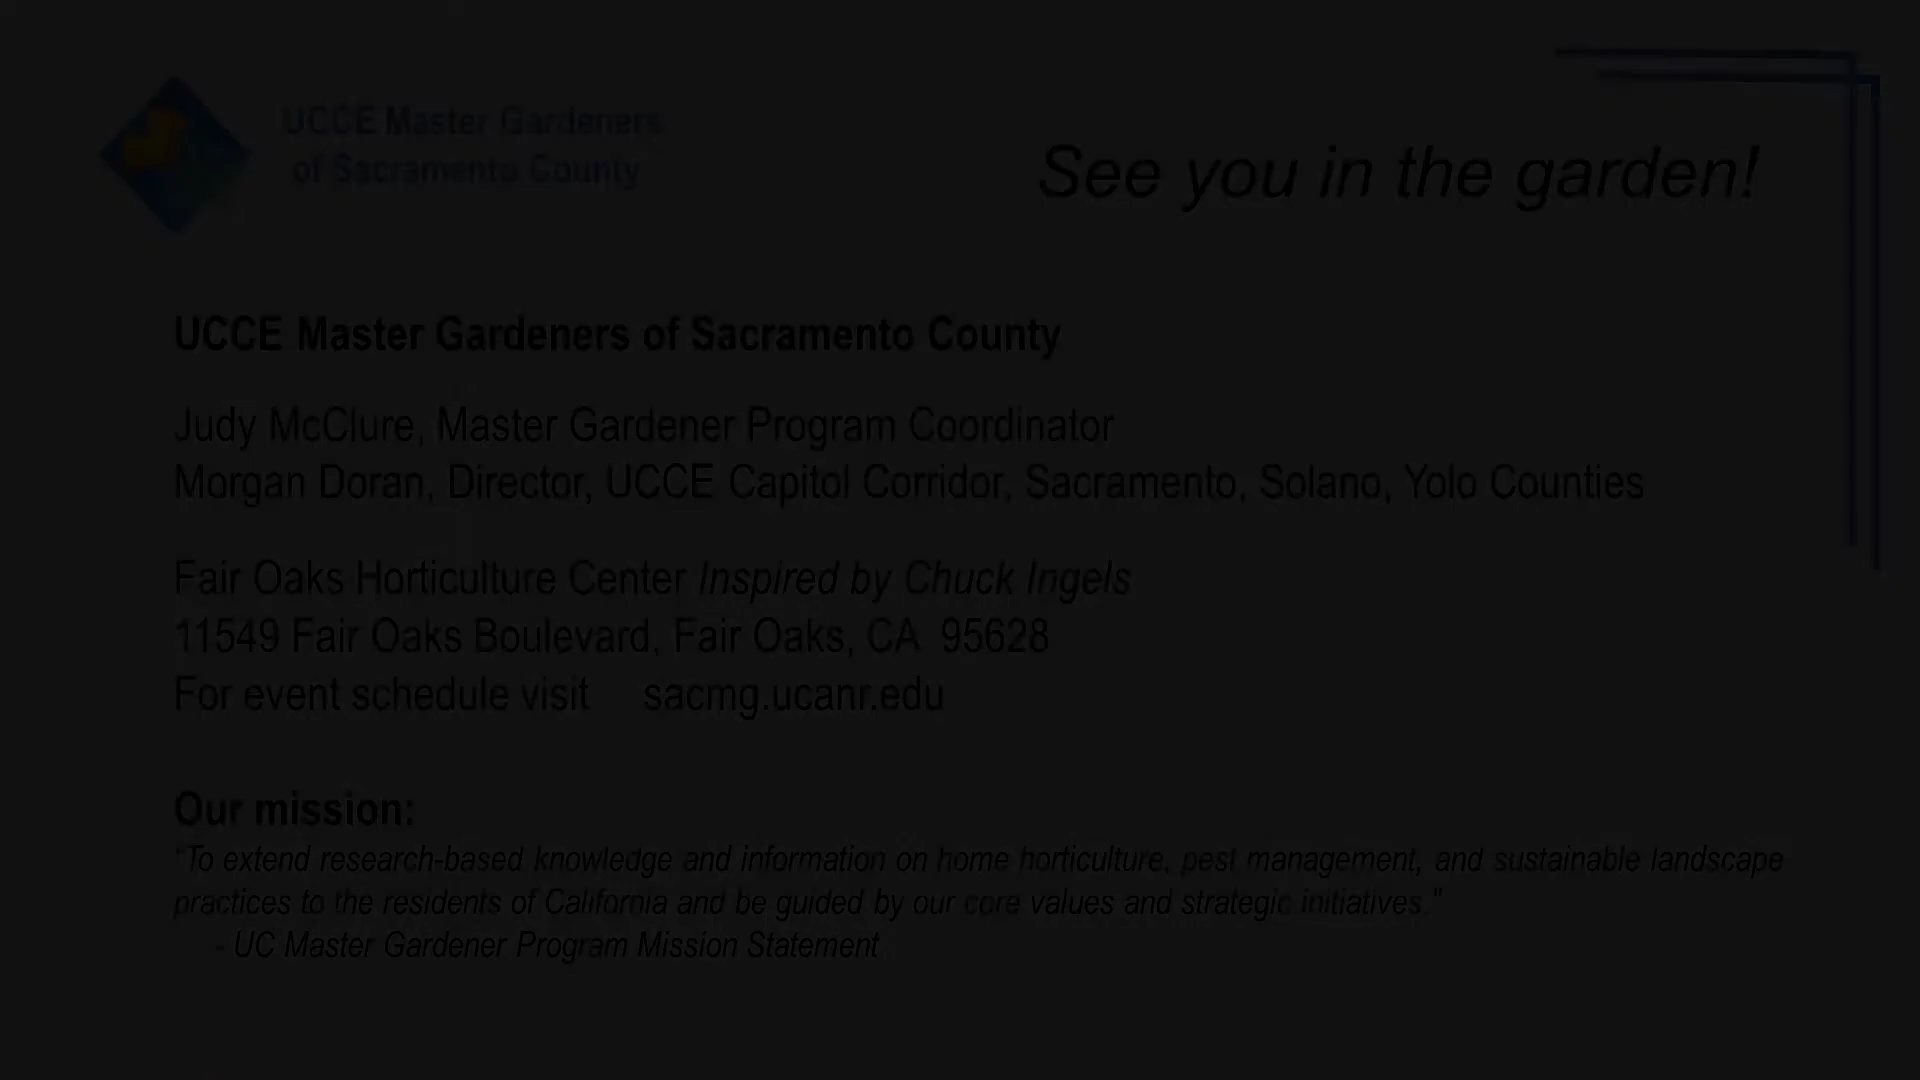 UCCE Master Gardeners
of Sacramento County
See you in the garden!
UCCE Master Gardeners of Sacramento County
Judy McClure, Master Gardener Program Coordinator
Morgan Doran, Director, UCCE Capitol Corridor, Sacramento, Solano, Yolo Counties
Fair Oaks Horticulture Center Inspired by Chuck Ingels
11549 Fair Oaks Boulevard, Fair Oaks, CA 95628
For event schedule visit sacmg.ucanr.edu
Our mission:
"To extend research-based knowledge and information on home horticulture, pest management, and sustainable landscape
practices to the residents of California and be guided by our core values and strategic initiatives."
- UC Master Gardener Program Mission Statement